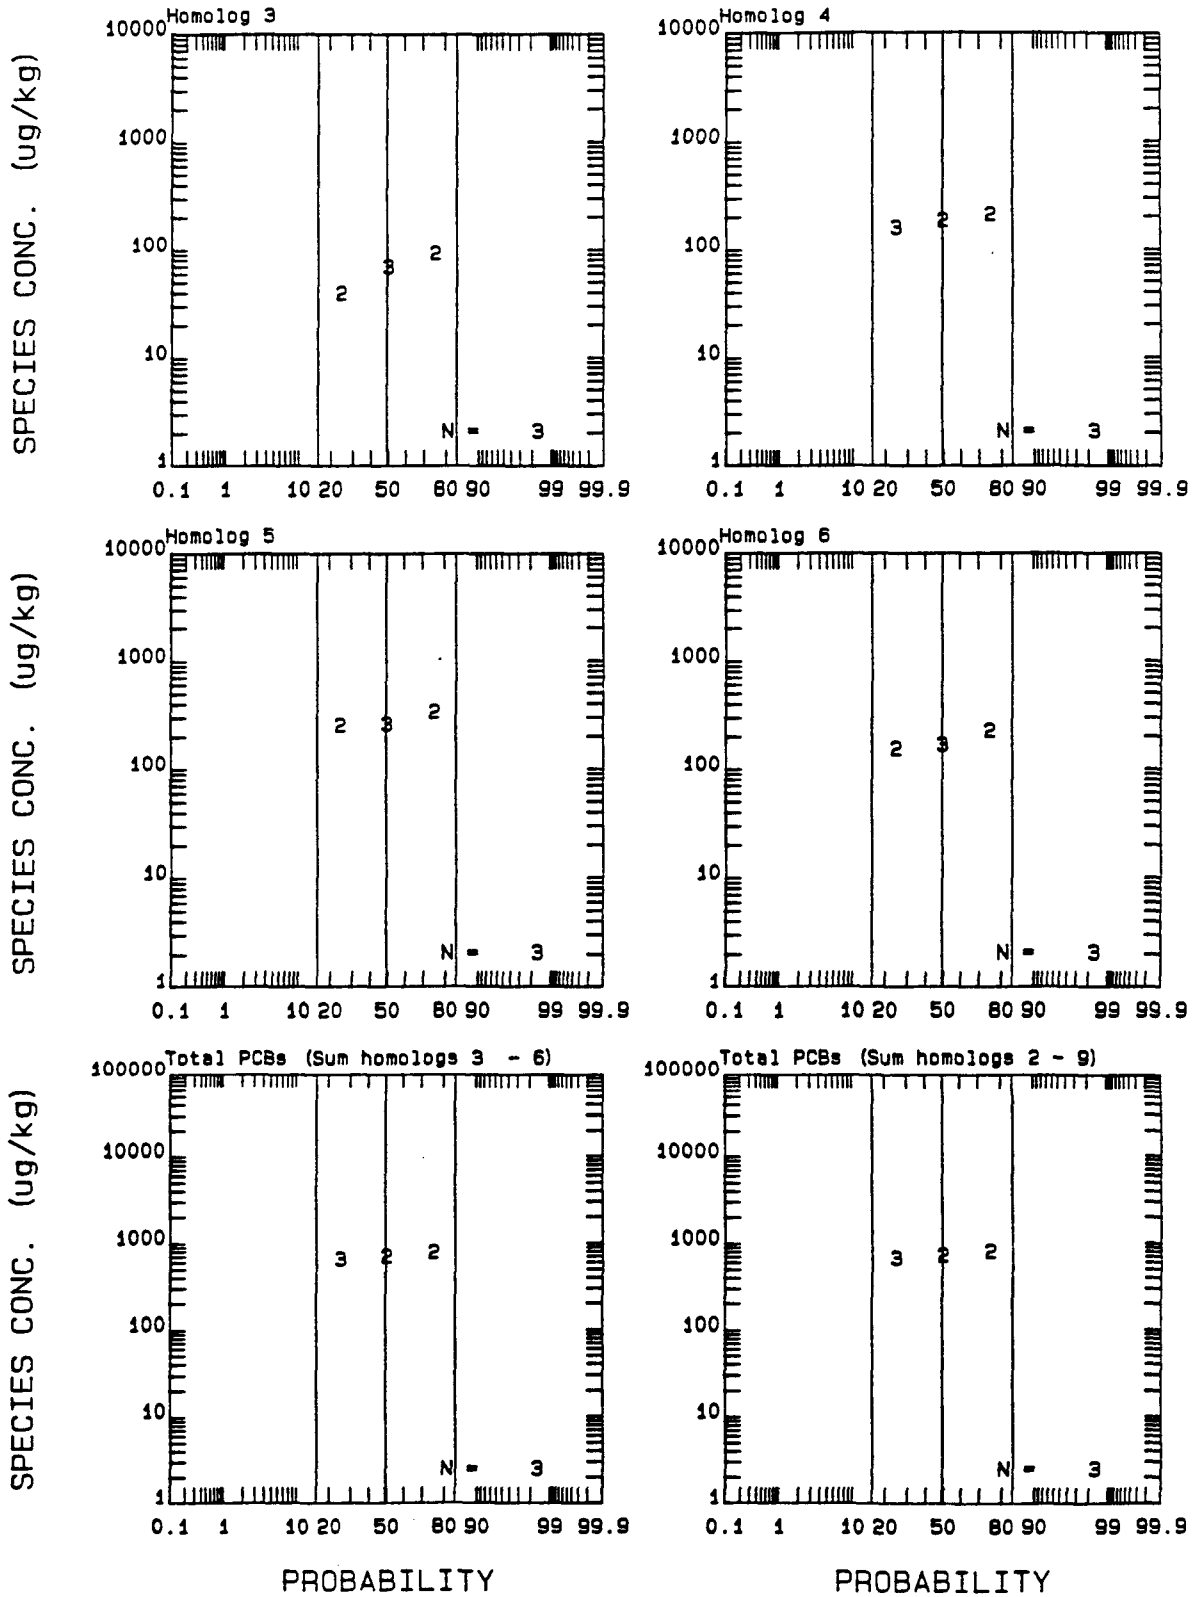 Homolog 3
SPECIES CONC. (ug/kg)
10000
1000
100
10
1
2
3
2
N = 3
0.1 1 10 20 50 80 90 99 99.9
Homolog 4
10000
1000
100
10
1
3
2
2
N = 3
0.1 1 10 20 50 80 90 99 99.9
Homolog 5
SPECIES CONC. (ug/kg)
10000
1000
100
10
1
2
3
2
N = 3
0.1 1 10 20 50 80 90 99 99.9
Homolog 6
10000
1000
100
10
1
2
3
2
N = 3
0.1 1 10 20 50 80 90 99 99.9
Total PCBs (Sum homologs 3 - 6)
SPECIES CONC. (ug/kg)
100000
10000
1000
100
10
1
3
2
2
N = 3
0.1 1 10 20 50 80 90 99 99.9
PROBABILITY
Total PCBs (Sum homologs 2 - 9)
100000
10000
1000
100
10
1
3
2
2
N = 3
0.1 1 10 20 50 80 90 99 99.9
PROBABILITY